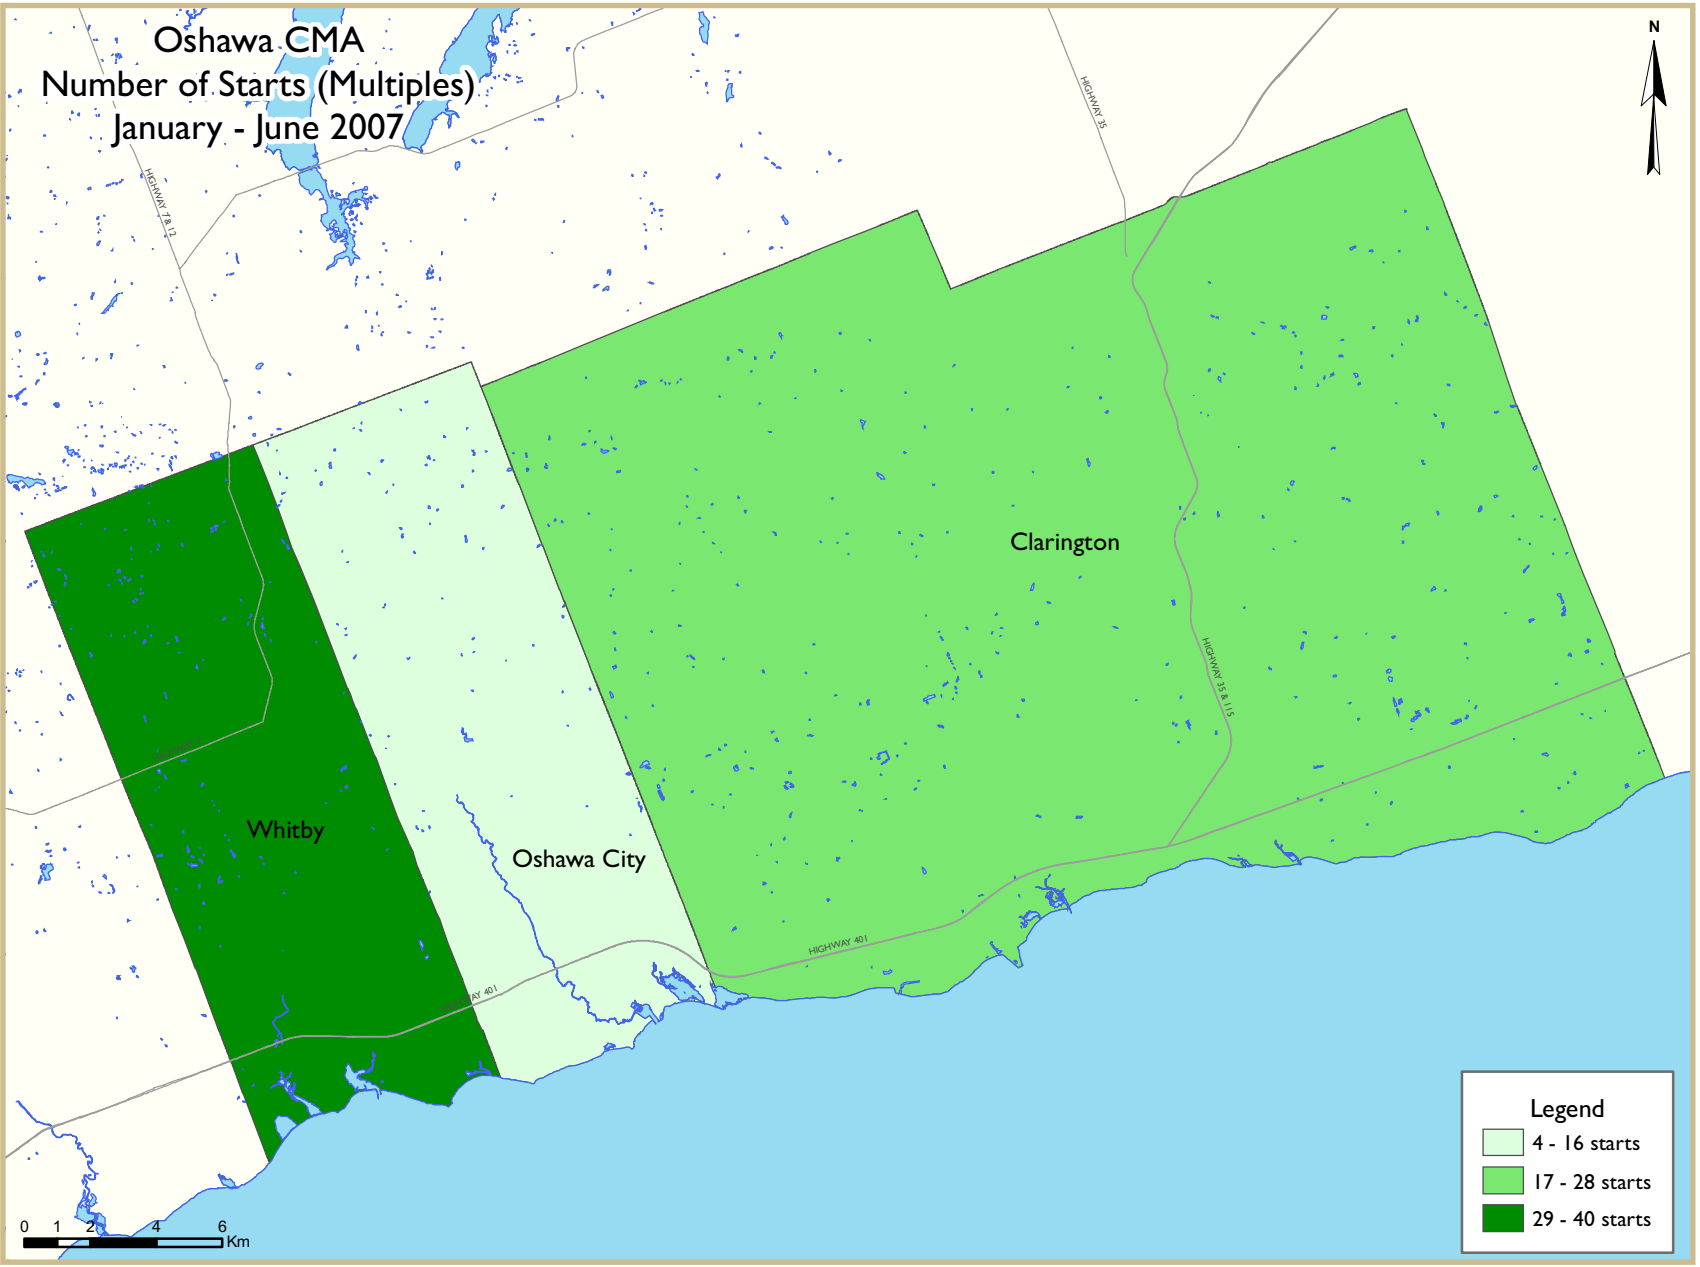 Oshawa CMA
Number of Starts (Multiples)
January - June 2007
N
HIGHWAY 35
HIGHWAY 7 & 12
Clarington
HIGHWAY 35 & 115
Whitby
Oshawa City
HIGHWAY 401
HIGHWAY 401
Legend
4 - 16 starts
17 - 28 starts
29 - 40 starts
0 1 2 4 6
Km